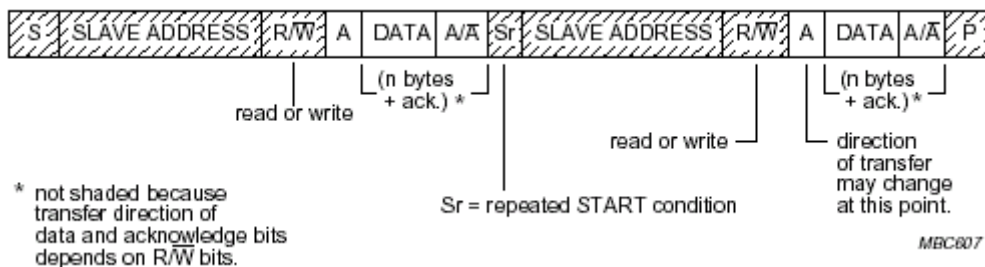 S SLAVE ADDRESS R/W̅ A DATA A/A̅ Sr SLAVE ADDRESS R/W̅ A DATA A/A̅ P
(n bytes
+ ack.) *
(n bytes
+ ack.) *
read or write
read or write
direction
of transfer
may change
at this point.
* not shaded because
transfer direction of
data and acknowledge bits
depends on R/W̅ bits.
Sr = repeated START condition
MBC607